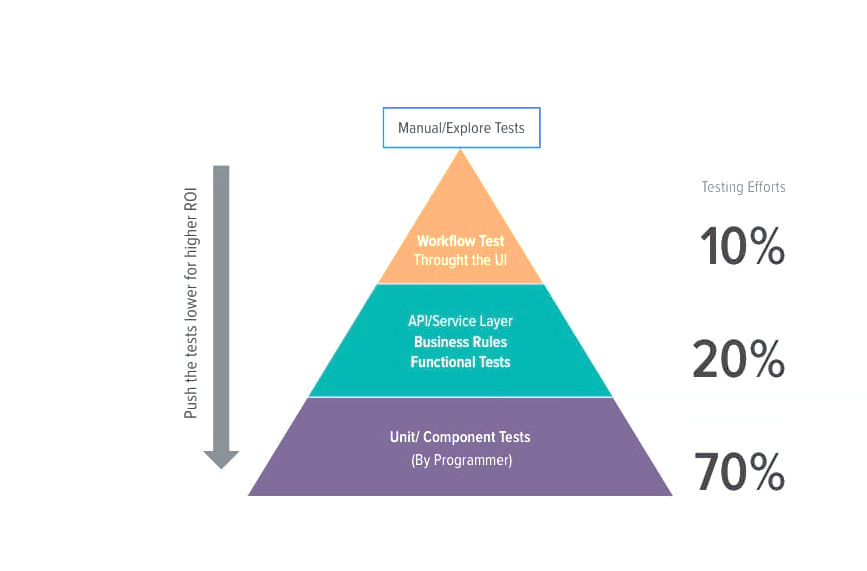 Manual/Explore Tests
Push the tests lower for higher ROI
Testing Efforts
Workflow Test
Throught the UI
10%
API/Service Layer
Business Rules
Functional Tests
20%
Unit/ Component Tests
(By Programmer)
70%